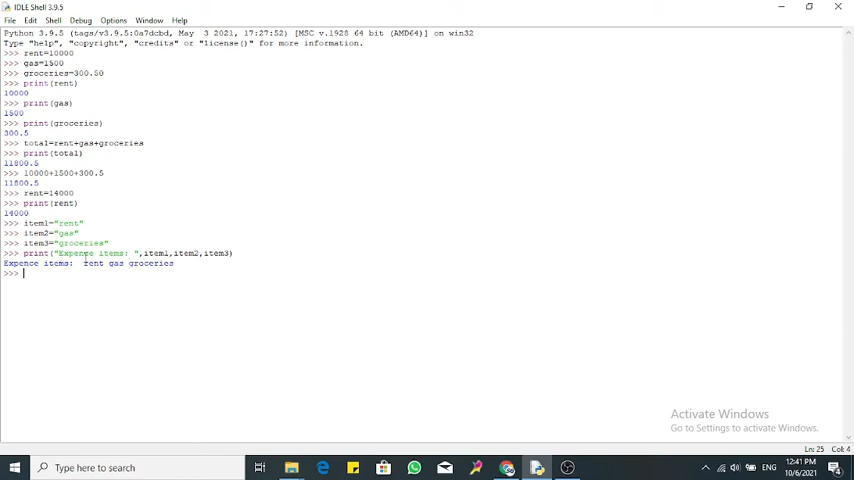 IDLE Shell 3.9.5
File Edit Shell Debug Options Window Help
Python 3.9.5 (tags/v3.9.5:0a7dcbd, May  3 2021, 17:27:52) [MSC v.1928 64 bit (AMD64)] on win32
Type "help", "copyright", "credits" or "license()" for more information.
>>> rent=10000
>>> gas=1500
>>> groceries=300.50
>>> print(rent)
10000
>>> print(gas)
1500
>>> print(groceries)
300.5
>>> total=rent+gas+groceries
>>> print(total)
11800.5
>>> 10000+1500+300.5
11800.5
>>> rent=14000
>>> print(rent)
14000
>>> item1="rent"
>>> item2="gas"
>>> item3="groceries"
>>> print("Expence items: ",item1,item2,item3)
Expence items:  rent gas groceries
>>>
Activate Windows
Go to Settings to activate Windows.
Ln: 25 Col: 4
Type here to search
ENG
12:41 PM
10/6/2021
4